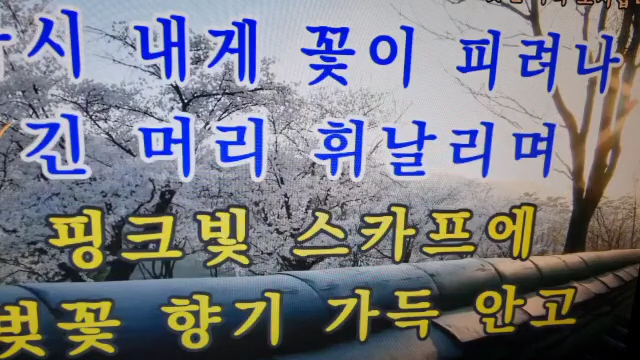 다시 내게 꽃이 피려나
긴 머리 휘날리며
핑크빛 스카프에
벚꽃 향기 가득 안고